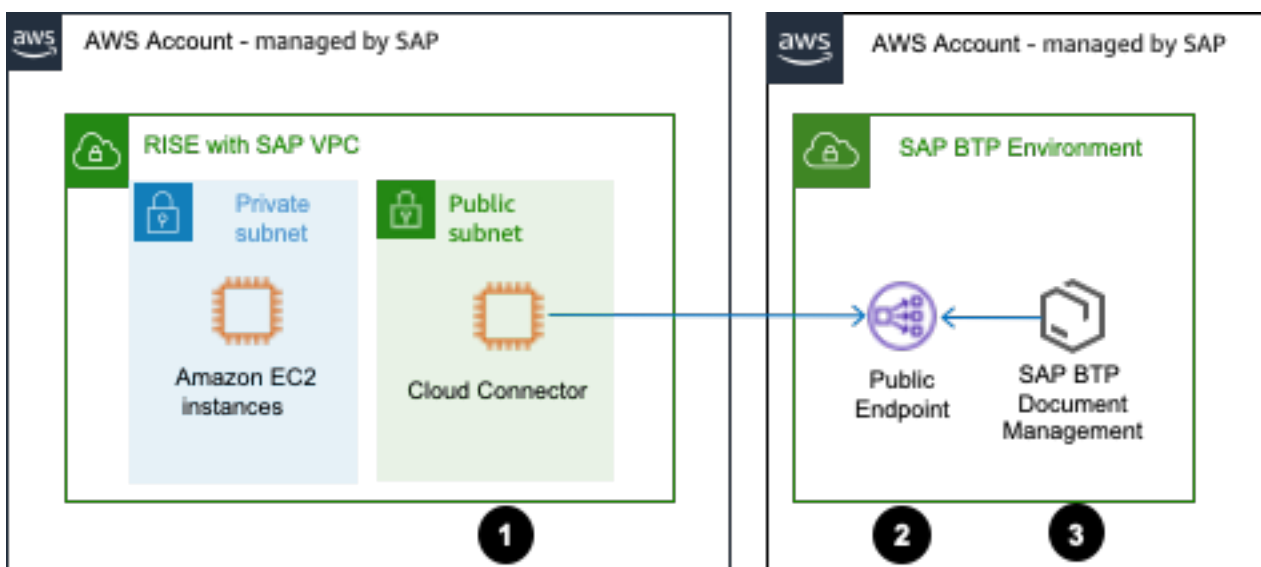 aws
AWS Account - managed by SAP
RISE with SAP VPC
Private
subnet
Public
subnet
Amazon EC2
instances
Cloud Connector
1
aws
AWS Account - managed by SAP
SAP BTP Environment
Public
Endpoint
SAP BTP
Document
Management
2
3